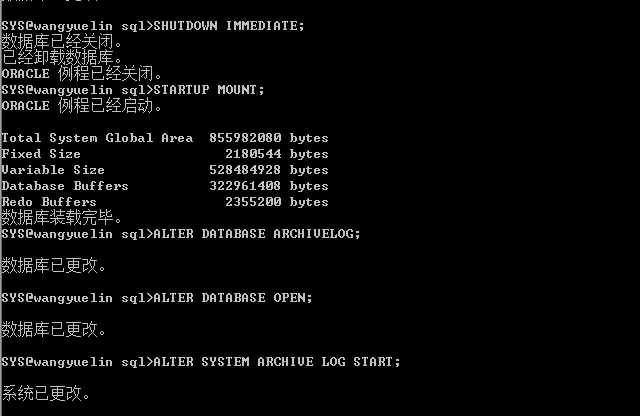 SYS@wangyuelin sql>SHUTDOWN IMMEDIATE;
数据库已经关闭。
已经卸载数据库。
ORACLE 例程已经关闭。
SYS@wangyuelin sql>STARTUP MOUNT;
ORACLE 例程已经启动。
Total System Global Area  855982080 bytes
Fixed Size                  2180544 bytes
Variable Size             528484928 bytes
Database Buffers          322961408 bytes
Redo Buffers                2355200 bytes
数据库装载完毕。
SYS@wangyuelin sql>ALTER DATABASE ARCHIVELOG;
数据库已更改。
SYS@wangyuelin sql>ALTER DATABASE OPEN;
数据库已更改。
SYS@wangyuelin sql>ALTER SYSTEM ARCHIVE LOG START;
系统已更改。